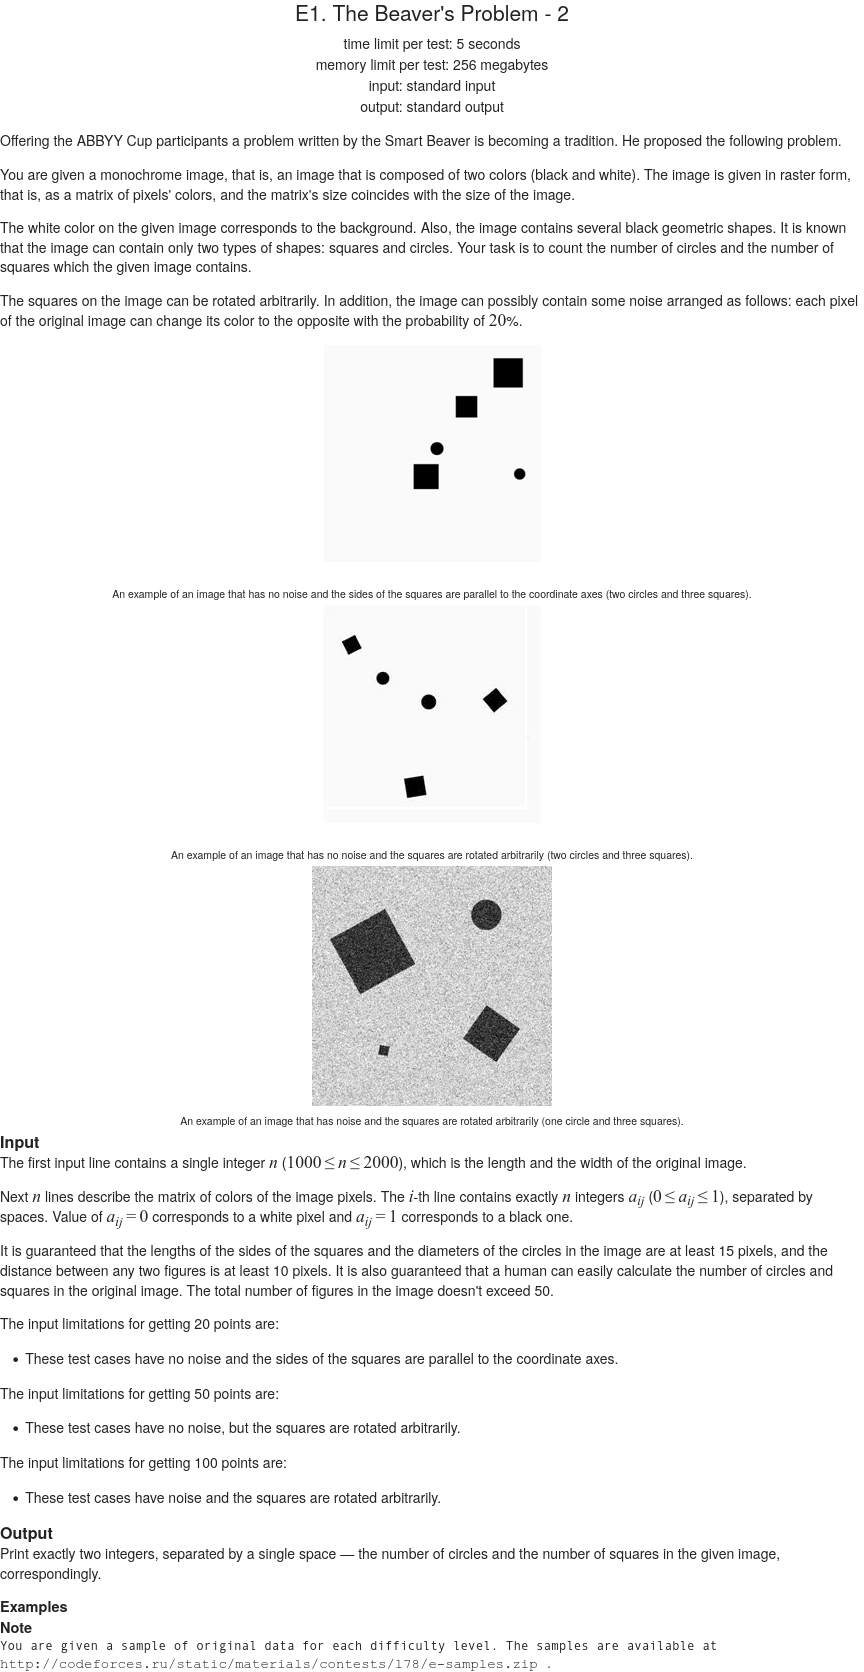 E1. The Beaver's Problem - 2
time limit per test: 5 seconds
memory limit per test: 256 megabytes
input: standard input
output: standard output
Offering the ABBYY Cup participants a problem written by the Smart Beaver is becoming a tradition. He proposed the following problem.
You are given a monochrome image, that is, an image that is composed of two colors (black and white). The image is given in raster form,
that is, as a matrix of pixels' colors, and the matrix's size coincides with the size of the image.
The white color on the given image corresponds to the background. Also, the image contains several black geometric shapes. It is known
that the image can contain only two types of shapes: squares and circles. Your task is to count the number of circles and the number of
squares which the given image contains.
The squares on the image can be rotated arbitrarily. In addition, the image can possibly contain some noise arranged as follows: each pixel
of the original image can change its color to the opposite with the probability of 20%.
An example of an image that has no noise and the sides of the squares are parallel to the coordinate axes (two circles and three squares).
An example of an image that has no noise and the squares are rotated arbitrarily (two circles and three squares).
An example of an image that has noise and the squares are rotated arbitrarily (one circle and three squares).
Input
The first input line contains a single integer n (1000 ≤ n ≤ 2000), which is the length and the width of the original image.
Next n lines describe the matrix of colors of the image pixels. The i-th line contains exactly n integers aij (0 ≤ aij ≤ 1), separated by
spaces. Value of aij = 0 corresponds to a white pixel and aij = 1 corresponds to a black one.
It is guaranteed that the lengths of the sides of the squares and the diameters of the circles in the image are at least 15 pixels, and the
distance between any two figures is at least 10 pixels. It is also guaranteed that a human can easily calculate the number of circles and
squares in the original image. The total number of figures in the image doesn't exceed 50.
The input limitations for getting 20 points are:
• These test cases have no noise and the sides of the squares are parallel to the coordinate axes.
The input limitations for getting 50 points are:
• These test cases have no noise, but the squares are rotated arbitrarily.
The input limitations for getting 100 points are:
• These test cases have noise and the squares are rotated arbitrarily.
Output
Print exactly two integers, separated by a single space — the number of circles and the number of squares in the given image,
correspondingly.
Examples
Note
You are given a sample of original data for each difficulty level. The samples are available at
http://codeforces.ru/static/materials/contests/178/e-samples.zip .